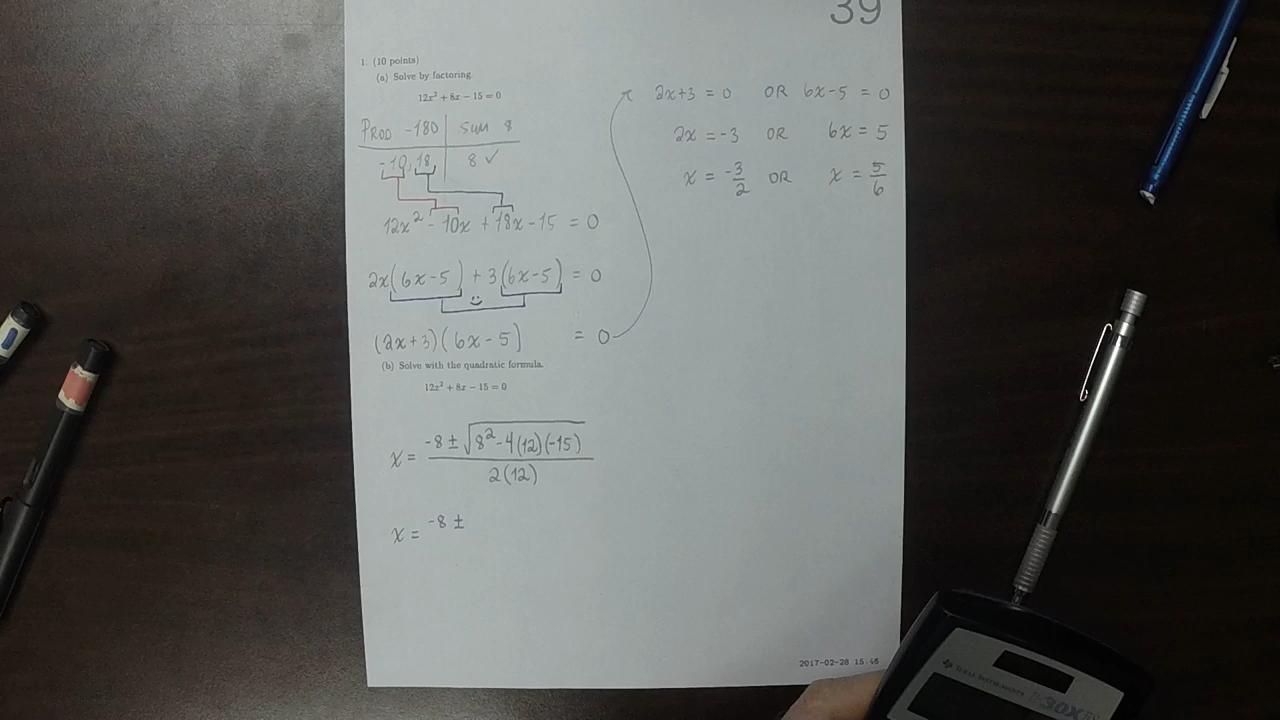 39
1. (10 points)
(a) Solve by factoring.
12x² + 8x − 15 = 0
PROD -180 | SUM 8
-10, 18 | 8 ✓
12x² - 10x + 18x - 15 = 0
2x(6x-5) + 3(6x-5) = 0
(2x+3)(6x-5) = 0
2x+3 = 0 OR 6x-5 = 0
2x = -3 OR 6x = 5
x = -3/2 OR x = 5/6
(b) Solve with the quadratic formula.
12x² + 8x − 15 = 0
x = (-8 ± √(8² - 4(12)(-15))) / 2(12)
x = -8 ±
2017-02-28 15:46
TEXAS INSTRUMENTS